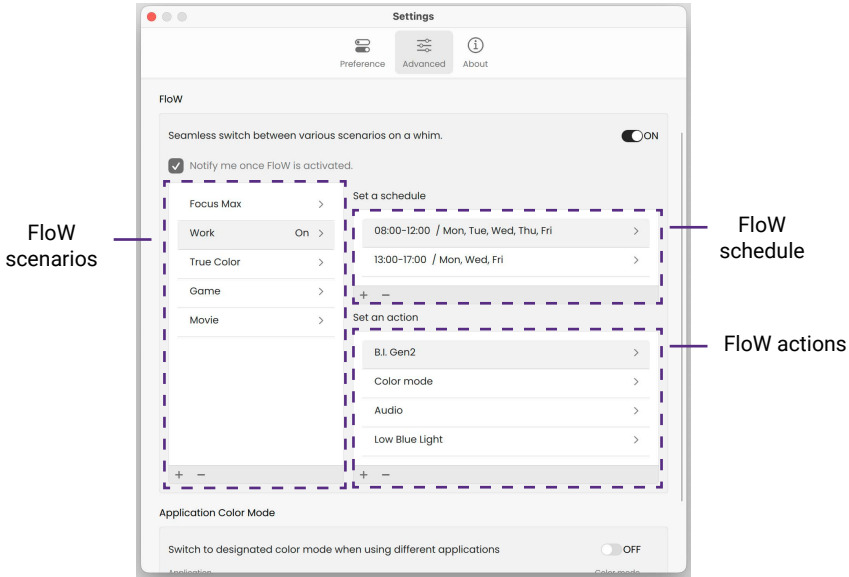 Settings
Preference
Advanced
About
FloW
Seamless switch between various scenarios on a whim.
ON
Notify me once FloW is activated.
Focus Max
Work On
True Color
Game
Movie
+ −
Set a schedule
08:00-12:00 / Mon, Tue, Wed, Thu, Fri
13:00-17:00 / Mon, Wed, Fri
+ −
Set an action
B.I. Gen2
Color mode
Audio
Low Blue Light
+ −
FloW
scenarios
FloW
schedule
FloW actions
Application Color Mode
Switch to designated color mode when using different applications
OFF
Application
Color mode